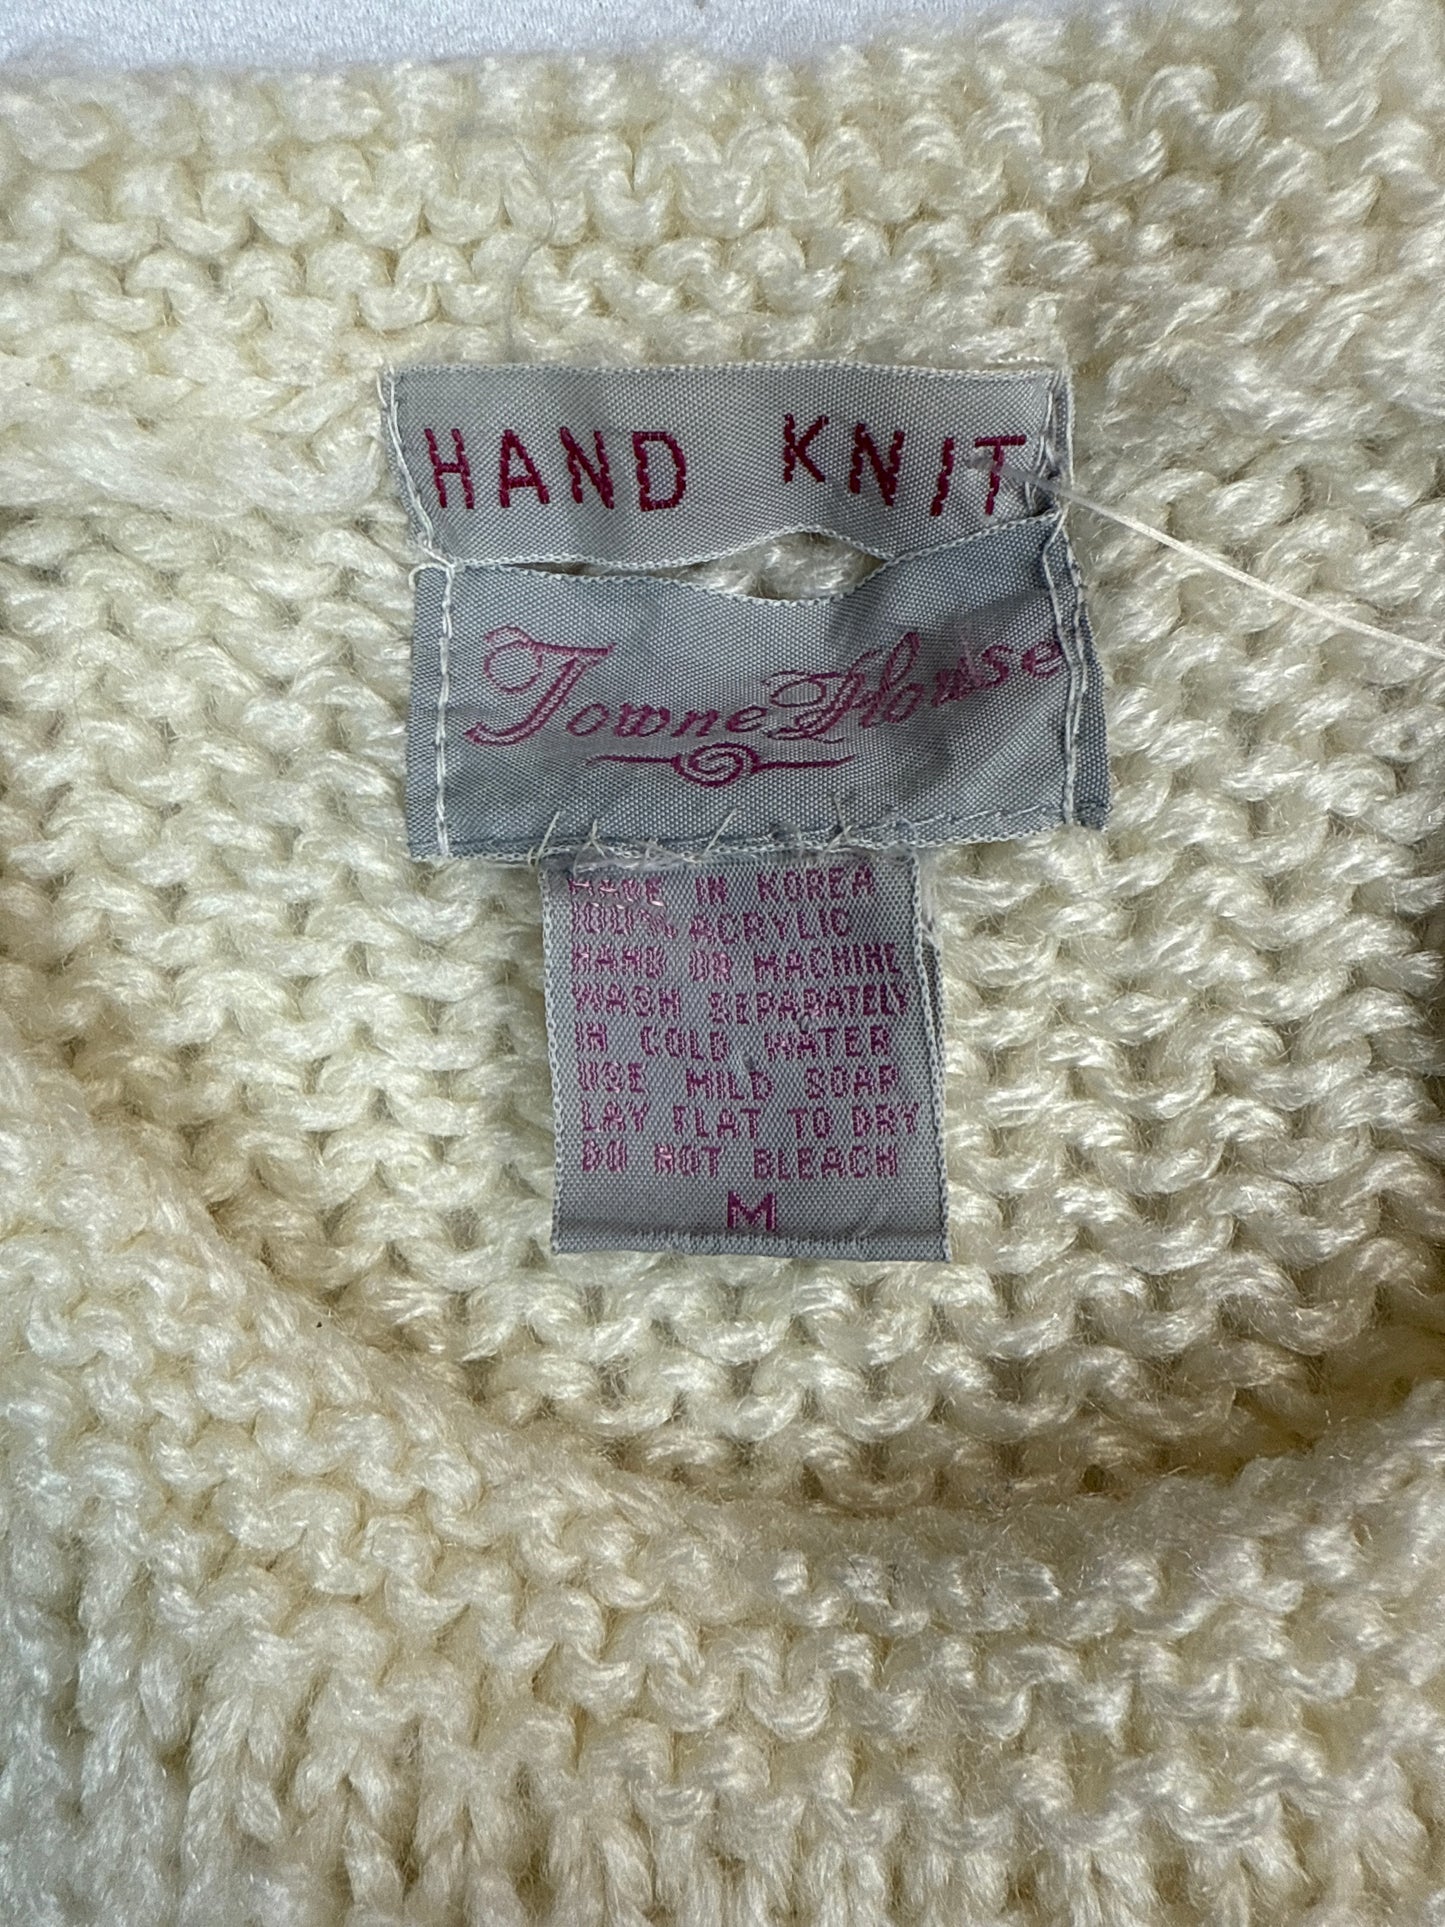 HAND KNIT
Towne House
MADE IN KOREA
100% ACRYLIC
HAND OR MACHINE
WASH SEPARATELY
IN COLD WATER
USE MILD SOAP
LAY FLAT TO DRY
DO NOT BLEACH
M